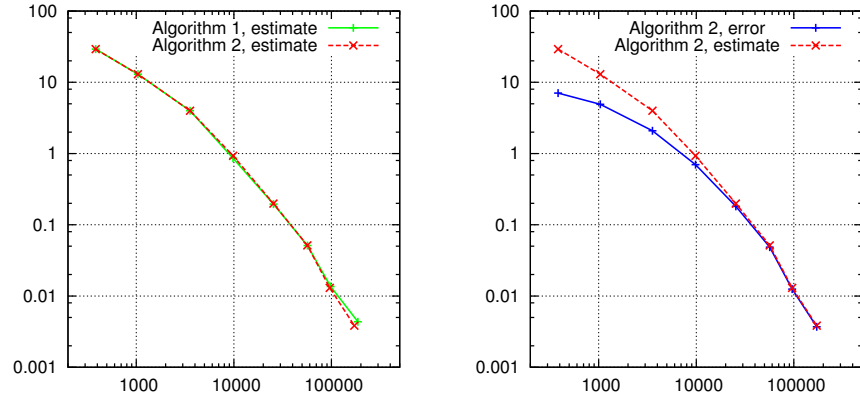 100
10
1
0.1
0.01
0.001
1000 10000 100000
Algorithm 1, estimate
Algorithm 2, estimate
100
10
1
0.1
0.01
0.001
1000 10000 100000
Algorithm 2, error
Algorithm 2, estimate